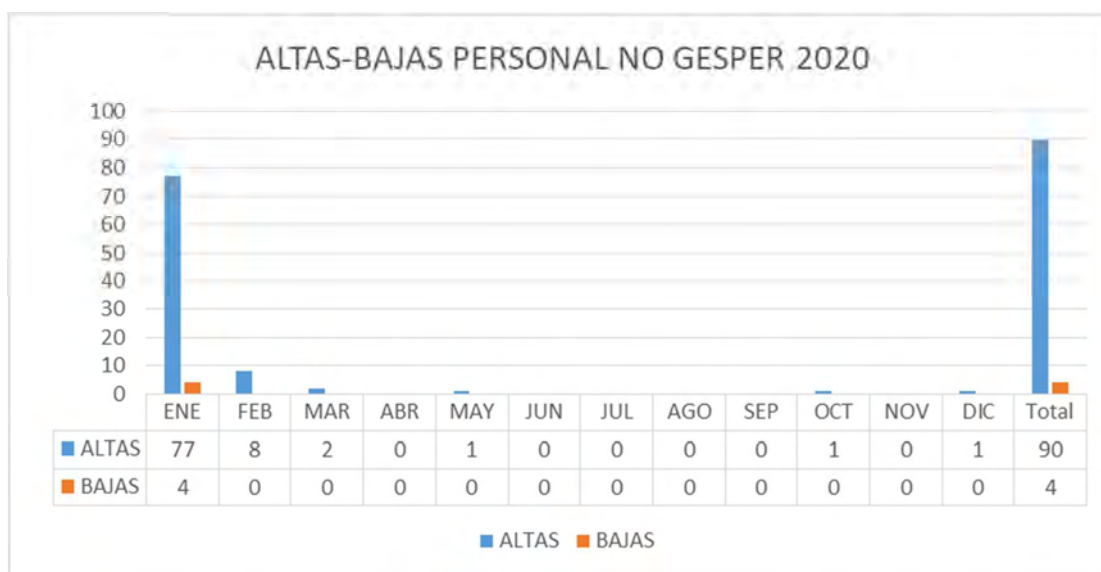 ALTAS-BAJAS PERSONAL NO GESPER 2020
100
90
80
70
60
50
40
30
20
10
0
ENE FEB MAR ABR MAY JUN JUL AGO SEP OCT NOV DIC Total
ALTAS 77 8 2 0 1 0 0 0 0 1 0 1 90
BAJAS 4 0 0 0 0 0 0 0 0 0 0 0 4
ALTAS BAJAS